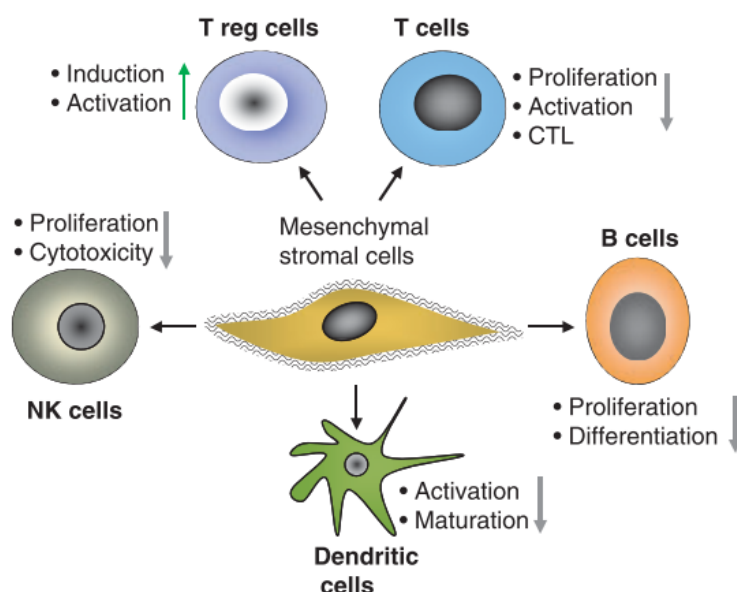 T reg cells
• Induction
• Activation
T cells
• Proliferation
• Activation
• CTL
Mesenchymal
stromal cells
• Proliferation
• Cytotoxicity
NK cells
B cells
• Proliferation
• Differentiation
• Activation
• Maturation
Dendritic
cells